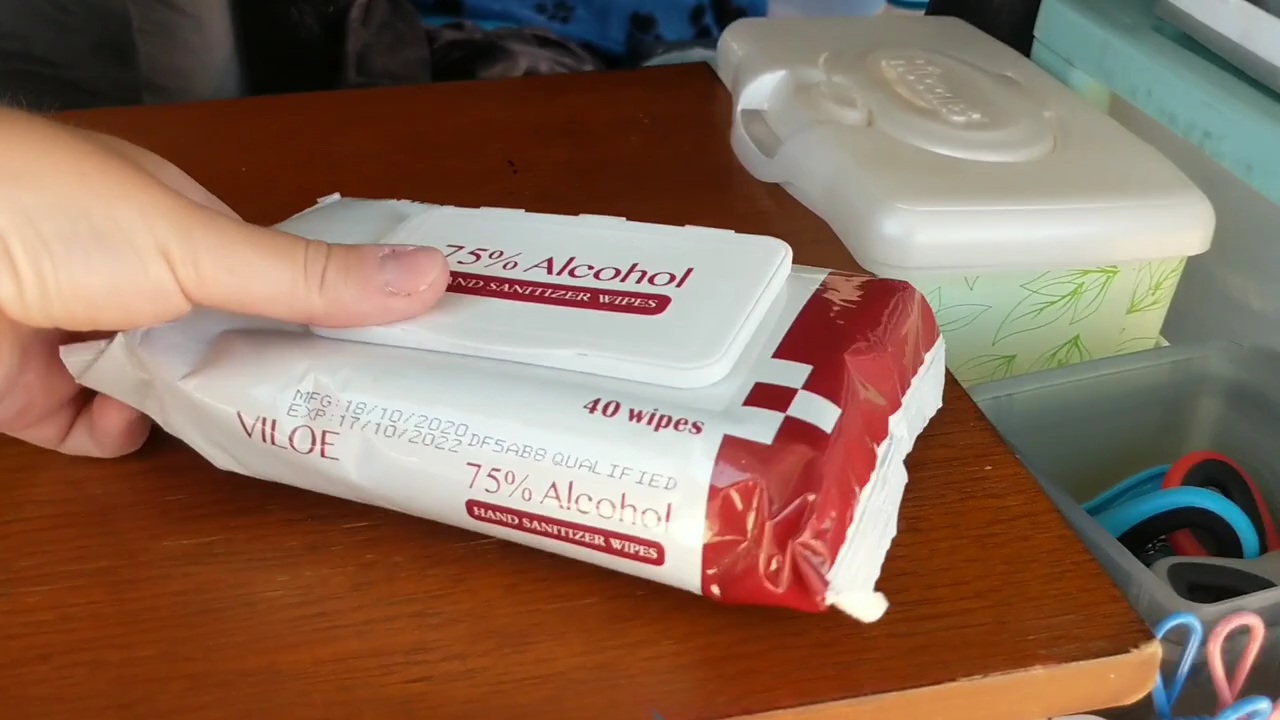 75% Alcohol
AND SANITIZER WIPES
40 wipes
MFG:18/10/2020
EXP:17/10/2022 DF5AB8 QUALIFIED
VILOE
75% Alcohol
HAND SANITIZER WIPES